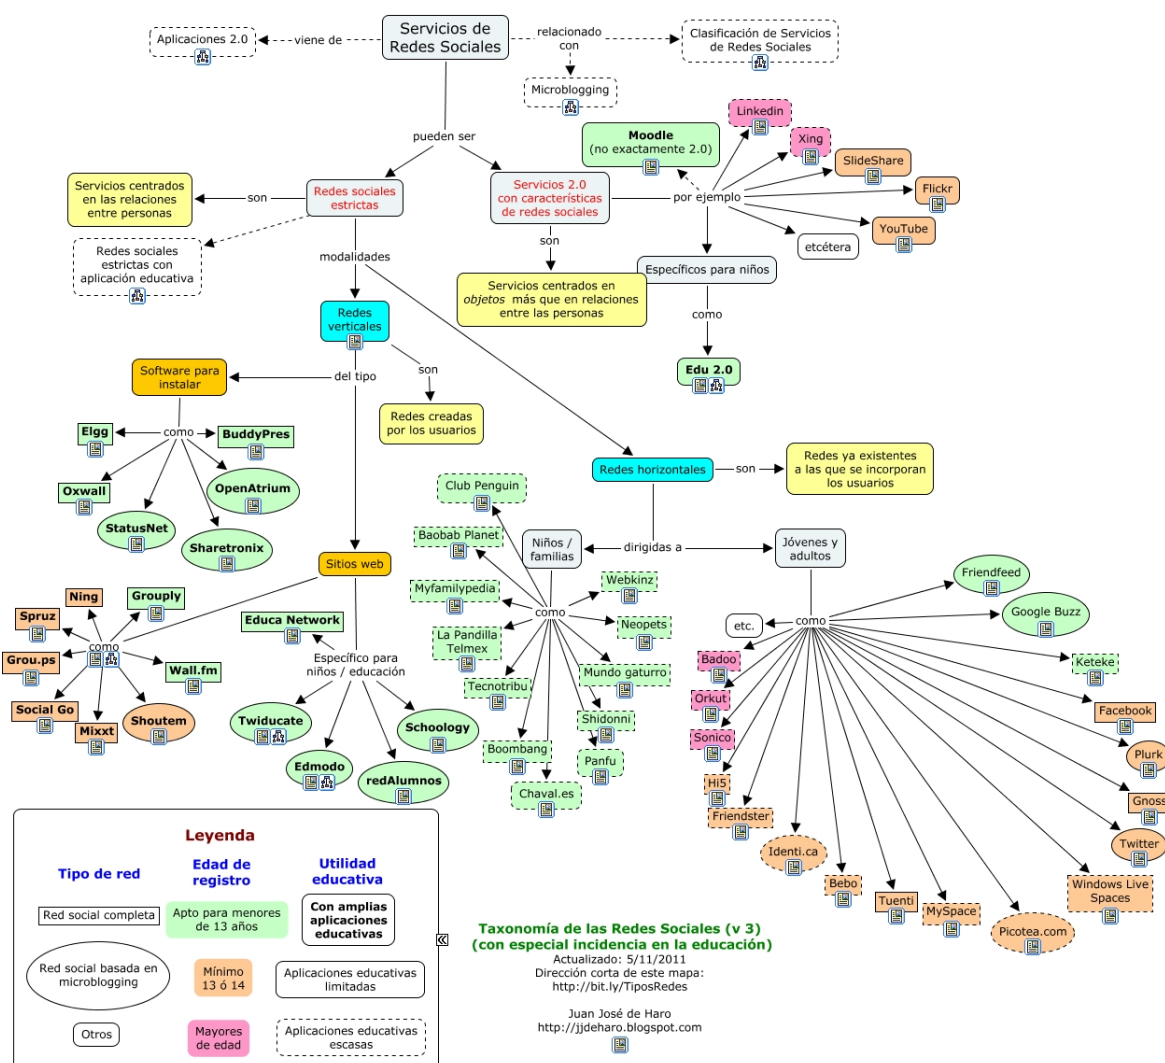 Servicios de
Redes Sociales
Aplicaciones 2.0
viene de
relacionado
con
Clasificación de Servicios
de Redes Sociales
Microblogging
pueden ser
Moodle
(no exactamente 2.0)
Linkedin
Xing
SlideShare
Flickr
YouTube
etcétera
por ejemplo
Servicios centrados
en las relaciones
entre personas
son
Redes sociales
estrictas
Servicios 2.0
con características
de redes sociales
son
Redes sociales
estrictas con
aplicación educativa
modalidades
Servicios centrados en
objetos más que en relaciones
entre las personas
Específicos para niños
como
Edu 2.0
Redes
verticales
Software para
instalar
del tipo
son
Redes creadas
por los usuarios
Elgg
como
BuddyPres
Oxwall
OpenAtrium
StatusNet
Sharetronix
Redes horizontales
son
Redes ya existentes
a las que se incorporan
los usuarios
Club Penguin
Baobab Planet
Niños /
familias
dirigidas a
Jóvenes y
adultos
Sitios web
Ning
Grouply
Spruz
como
Grou.ps
Wall.fm
Social Go
Mixxt
Shoutem
Educa Network
Específico para
niños / educación
Twiducate
Schoology
Edmodo
redAlumnos
Myfamilypedia
Webkinz
como
La Pandilla
Telmex
Neopets
Tecnotribu
Mundo gaturro
Boombang
Shidonni
Panfu
Chaval.es
Friendfeed
Google Buzz
etc.
como
Badoo
Keteke
Orkut
Facebook
Sonico
Plurk
Hi5
Gnoss
Friendster
Twitter
Identi.ca
Bebo
Tuenti
MySpace
Picotea.com
Windows Live
Spaces
Leyenda
Tipo de red
Edad de
registro
Utilidad
educativa
Red social completa
Apto para menores
de 13 años
Con amplias
aplicaciones
educativas
Red social basada en
microblogging
Mínimo
13 ó 14
Aplicaciones educativas
limitadas
Otros
Mayores
de edad
Aplicaciones educativas
escasas
Taxonomía de las Redes Sociales (v 3)
(con especial incidencia en la educación)
Actualizado: 5/11/2011
Dirección corta de este mapa:
http://bit.ly/TiposRedes
Juan José de Haro
http://jjdeharo.blogspot.com